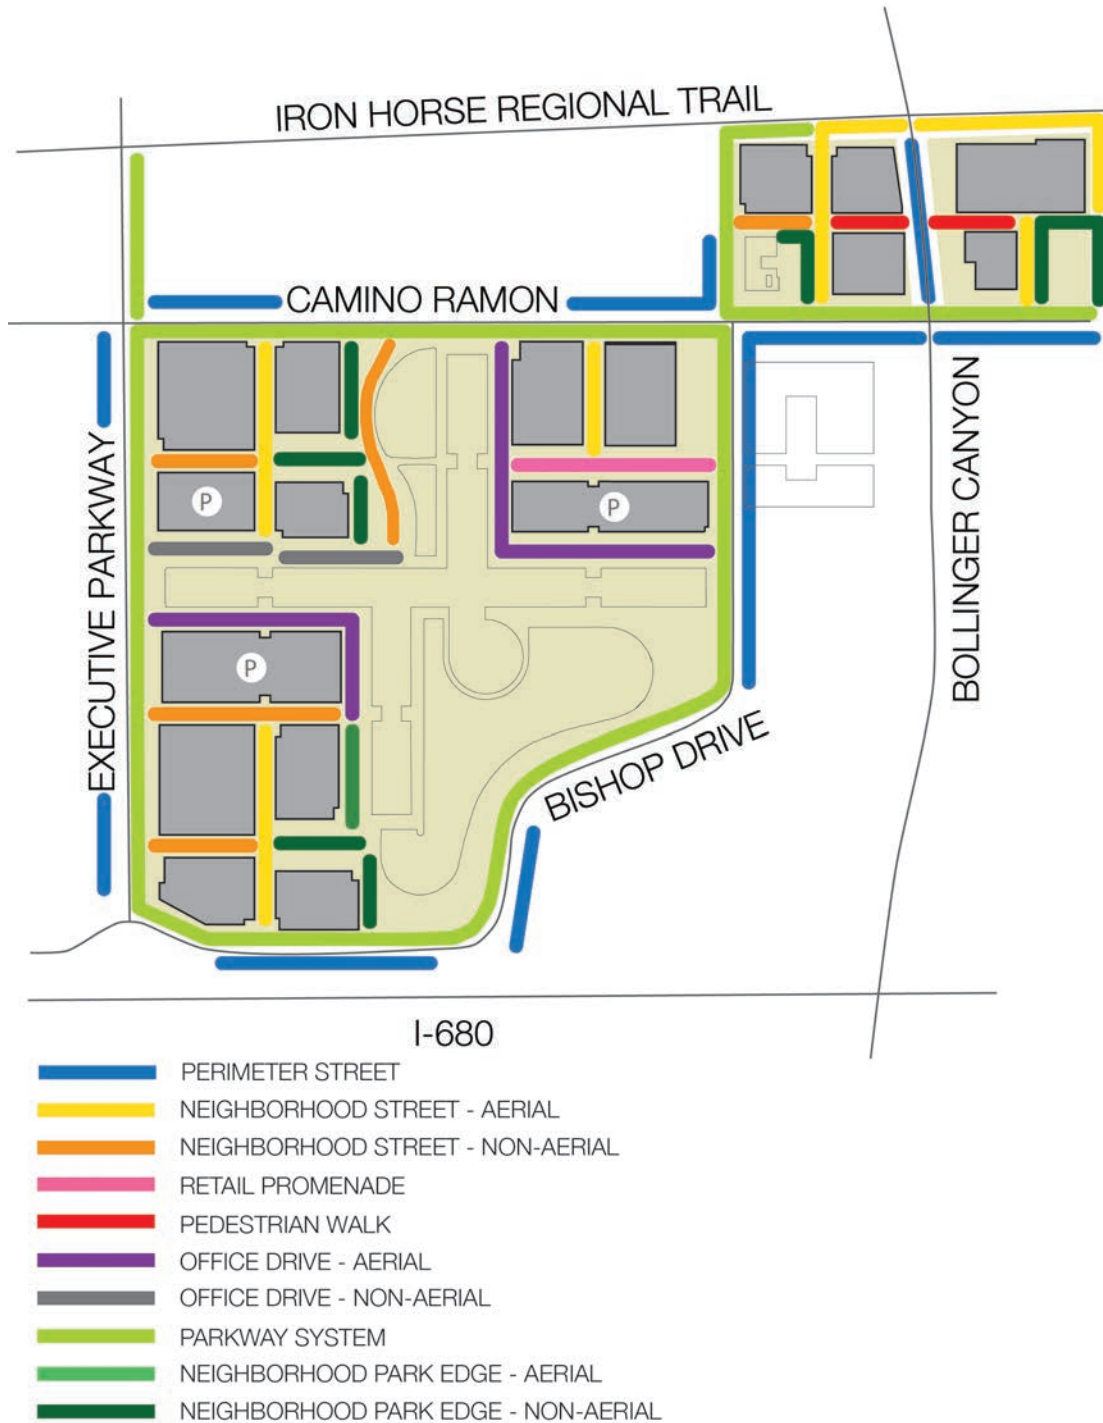 IRON HORSE REGIONAL TRAIL
CAMINO RAMON
EXECUTIVE PARKWAY
BOLLINGER CANYON
P
P
P
BISHOP DRIVE
I-680
PERIMETER STREET
NEIGHBORHOOD STREET - AERIAL
NEIGHBORHOOD STREET - NON-AERIAL
RETAIL PROMENADE
PEDESTRIAN WALK
OFFICE DRIVE - AERIAL
OFFICE DRIVE - NON-AERIAL
PARKWAY SYSTEM
NEIGHBORHOOD PARK EDGE - AERIAL
NEIGHBORHOOD PARK EDGE - NON-AERIAL